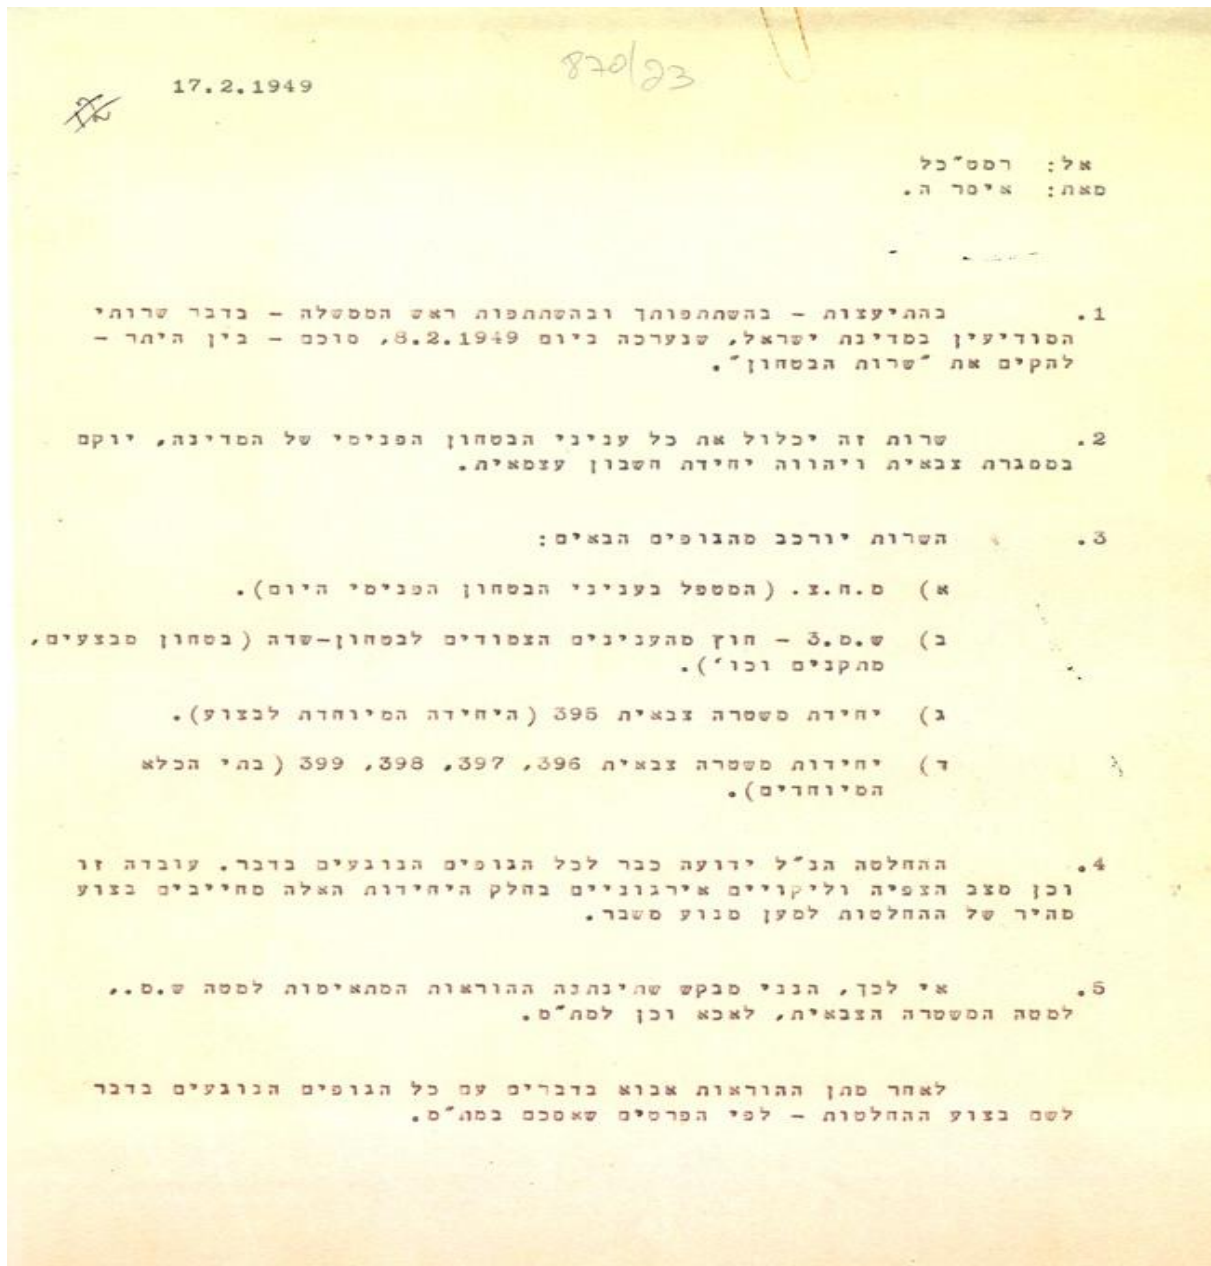 870/23
17.2.1949
אל: רמט"כל
מאת: איסר ה.
1. בהתיעצות – בהשתתפותך ובהשתתפות ראש הממשלה – בדבר שרותי
המודיעין במדינת ישראל, שנערכה ביום 8.2.1949, סוכם – בין היתר –
להקים את "שרות הבטחון".
2. שרות זה יכלול את כל עניני הבטחון הפנימי של המדינה, יוקם
במסגרת צבאית ויהווה יחידת חשבון עצמאית.
3. השרות יורכב מהגופים הבאים:
א) מ.ח.צ. (המטפל בעניני הבטחון הפנימי היום).
ב) ש.מ.3 – חוץ מהענינים הצמודים לבטחון-שדה (בטחון מבצעים,
מתקנים וכו').
ג) יחידת משטרה צבאית 395 (היחידה המיוחדת לבצוע).
ד) יחידות משטרה צבאית 396, 397, 398, 399 (בתי הכלא
המיוחדים).
4. ההחלטה הנ"ל ידועה כבר לכל הגופים הנוגעים בדבר. עובדה זו
וכן מצב הצפיה וליקויים אירגוניים בחלק היחידות האלה מחייבים בצוע
מהיר של ההחלטות למען מנוע משבר.
5. אי לכך, הנני מבקש שתינתנה ההוראות המתאימות למטה ש.מ.,
למטה המשטרה הצבאית, לאכא וכן למת"ם.
לאחר מתן ההוראות אבוא בדברים עם כל הגופים הנוגעים בדבר
לשם בצוע ההחלטות – לפי הפרטים שאסכם במת"ם.